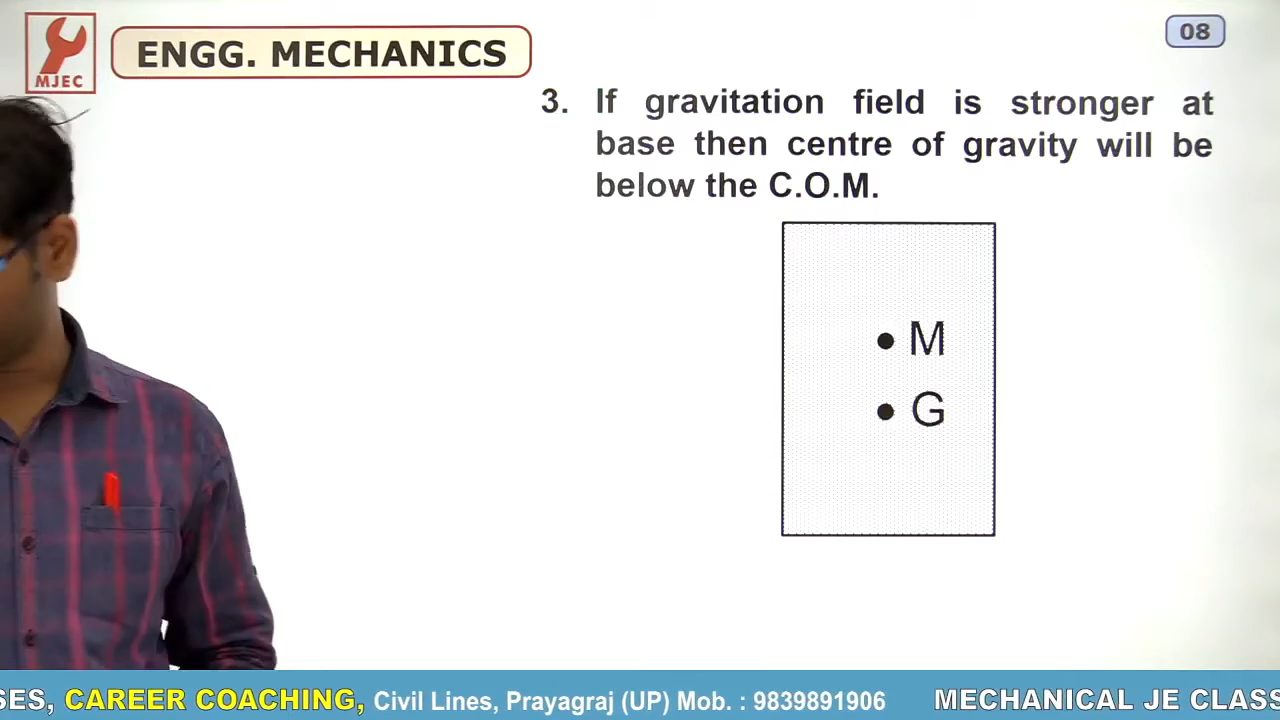 MJEC
ENGG. MECHANICS
08
3. If gravitation field is stronger at
base then centre of gravity will be
below the C.O.M.
M
G
SES, CAREER COACHING, Civil Lines, Prayagraj (UP) Mob. : 9839891906 MECHANICAL JE CLASS